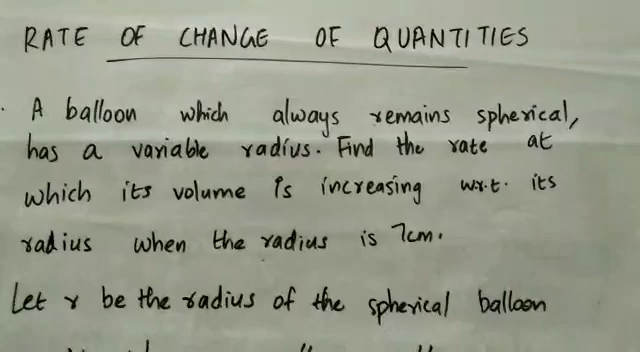 RATE OF CHANGE OF QUANTITIES
. A balloon which always remains spherical,
has a variable radius. Find the rate at
which its volume is increasing w.r.t. its
radius when the radius is 7cm.
Let r be the radius of the spherical balloon